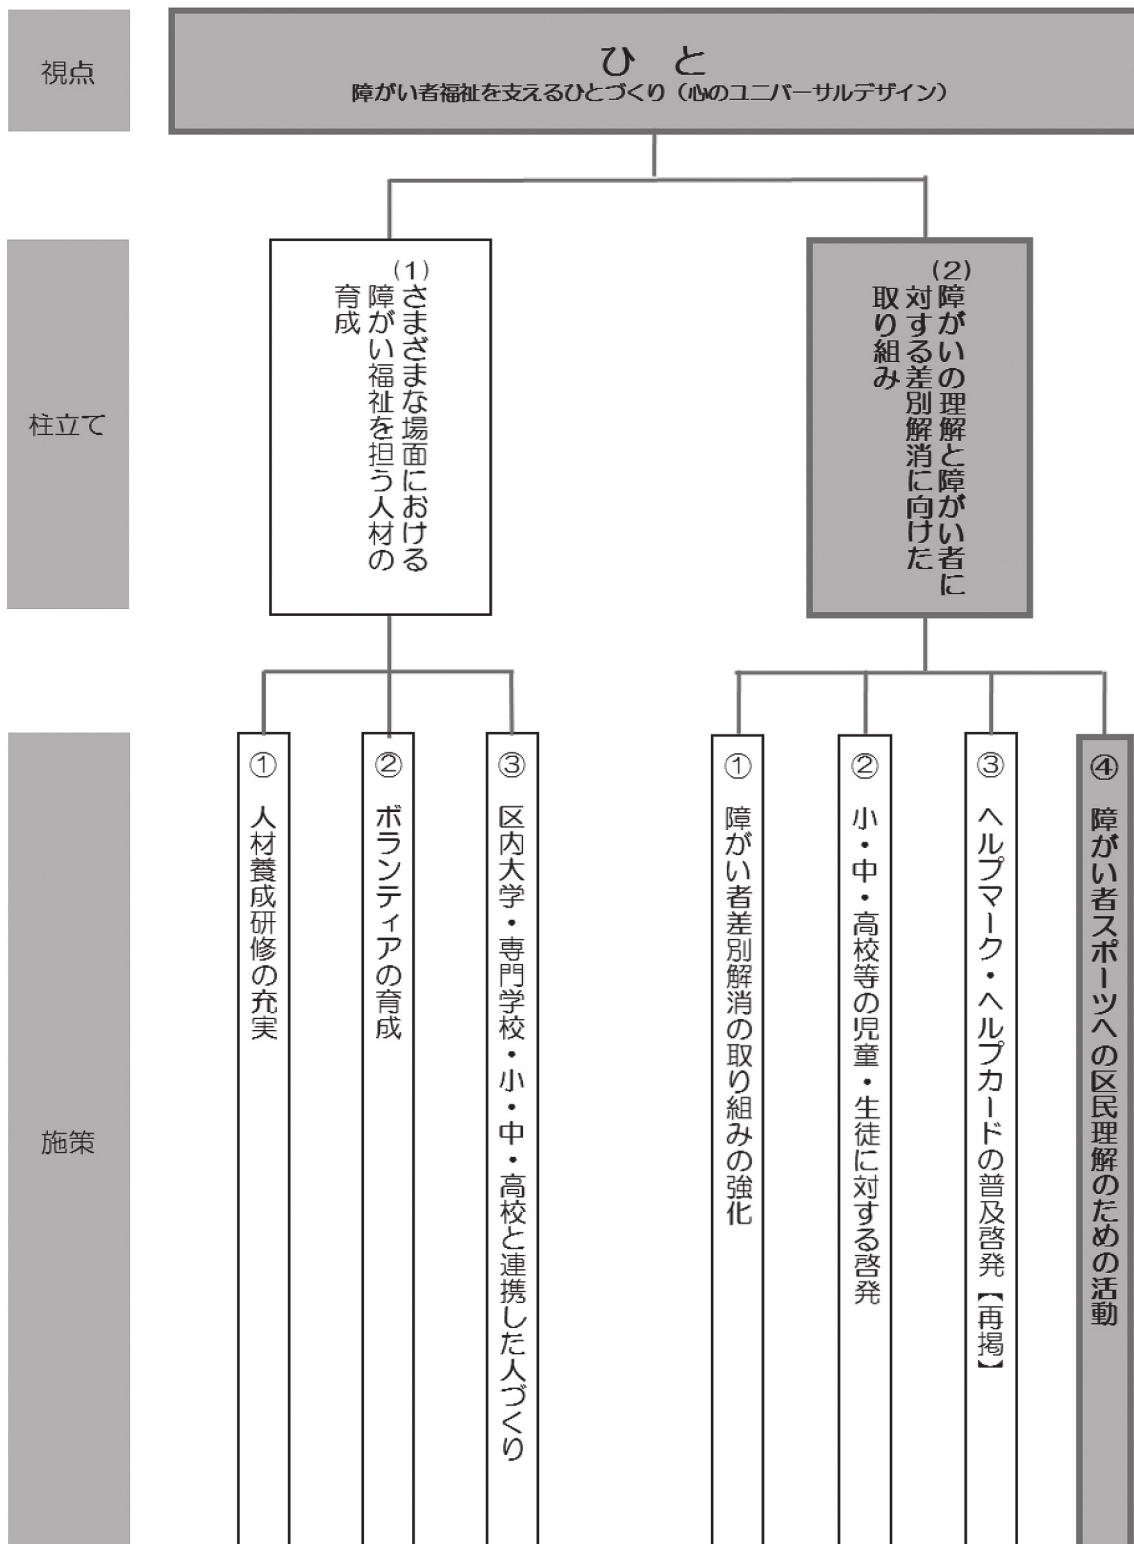 視点
ひ と
障がい者福祉を支えるひとづくり（心のユニバーサルデザイン）
柱立て
(1)さまざまな場面における
障がい福祉を担う人材の
育成
(2)障がいの理解と障がい者に
対する差別解消に向けた
取り組み
施策
① 人材養成研修の充実
② ボランティアの育成
③ 区内大学・専門学校・小・中・高校と連携した人づくり
① 障がい者差別解消の取り組みの強化
② 小・中・高校等の児童・生徒に対する啓発
③ ヘルプマーク・ヘルプカードの普及啓発【再掲】
④ 障がい者スポーツへの区民理解のための活動